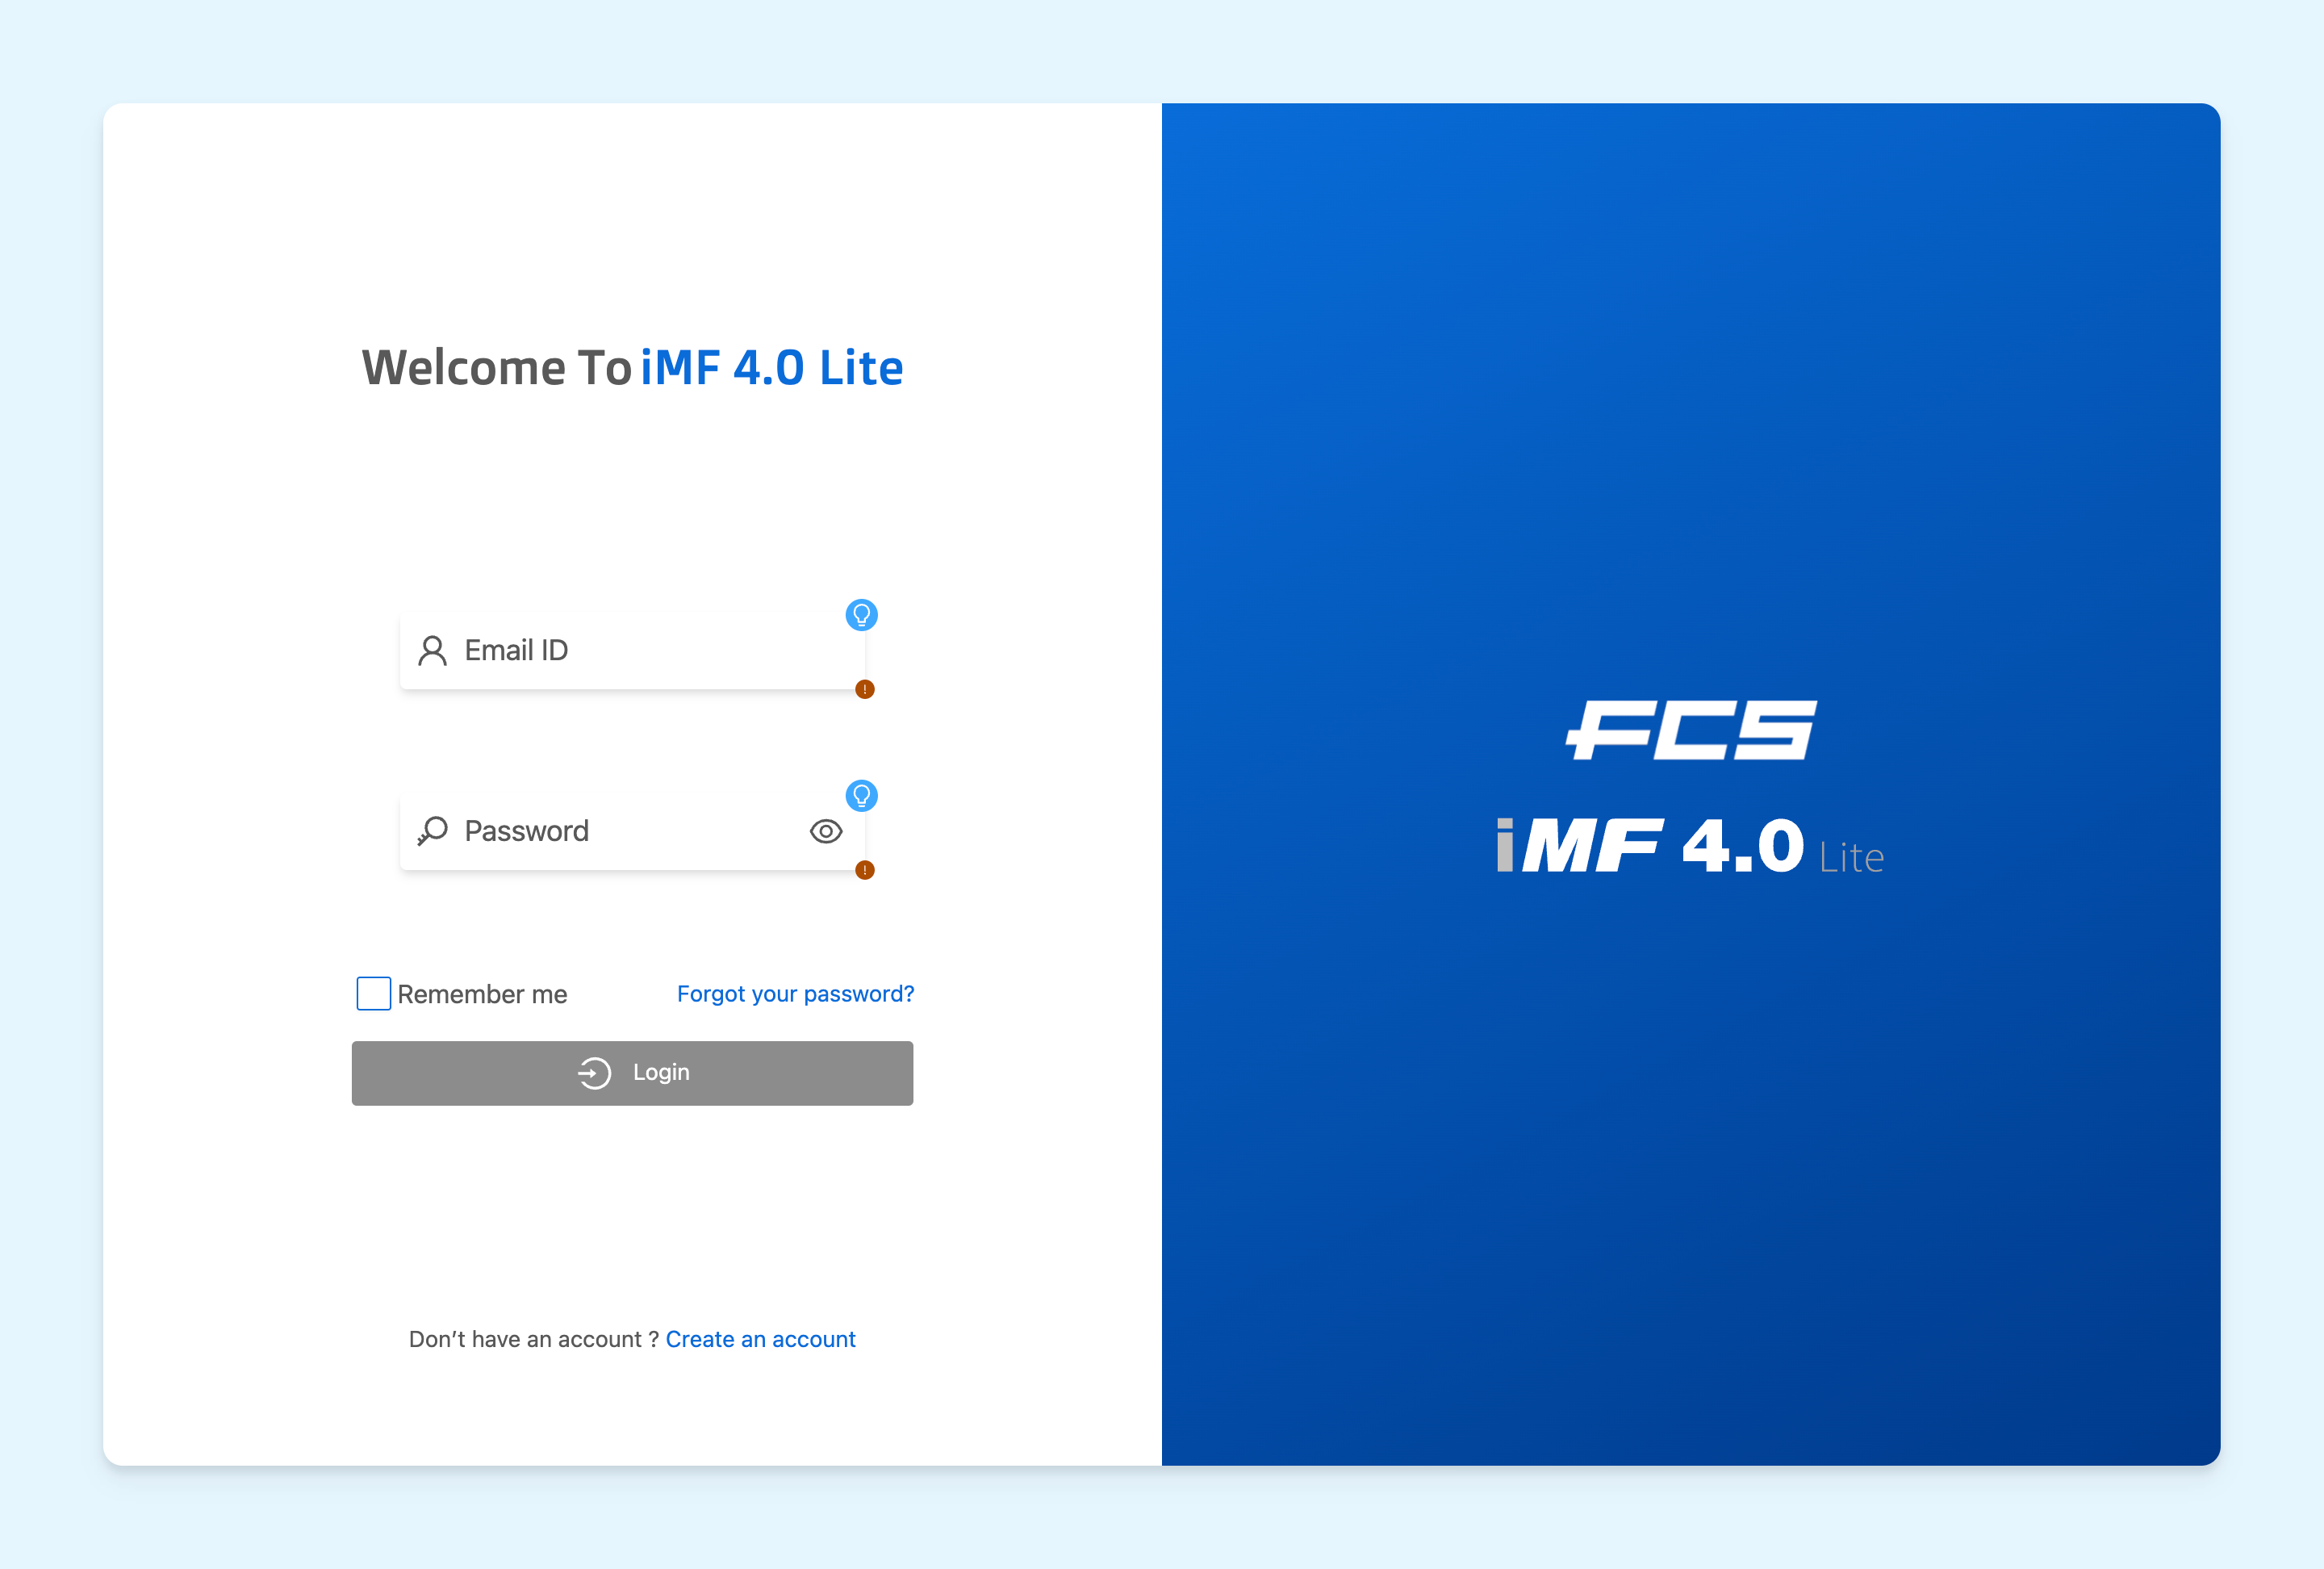 Welcome To iMF 4.0 Lite
Email ID
Password
Remember me
Forgot your password?
Login
Don’t have an account ? Create an account
FCS
iMF 4.0 Lite